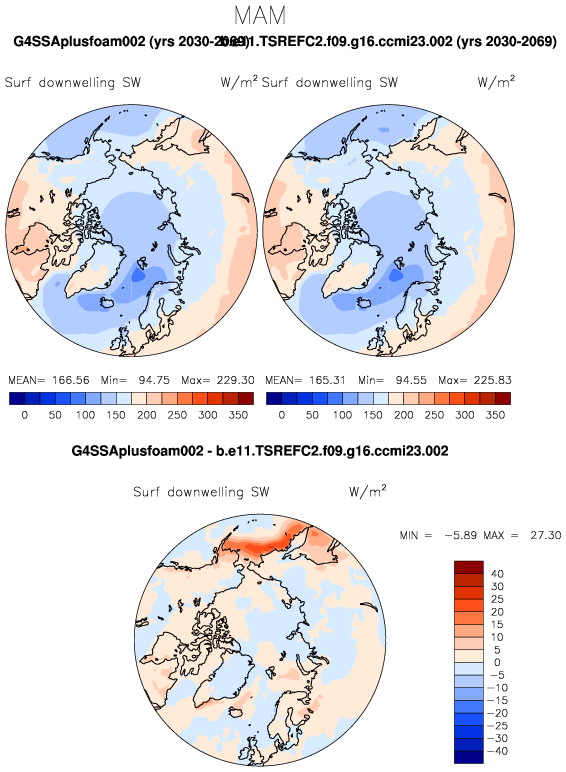 MAM
G4SSAplusfoam002 (yrs 2030-2069) b.e11.TSREFC2.f09.g16.ccmi23.002 (yrs 2030-2069)
Surf downwelling SW W/m² Surf downwelling SW W/m²
MEAN= 166.56 Min= 94.75 Max= 229.30 MEAN= 165.31 Min= 94.55 Max= 225.83
0 50 100 150 200 250 300 350 0 50 100 150 200 250 300 350
G4SSAplusfoam002 - b.e11.TSREFC2.f09.g16.ccmi23.002
Surf downwelling SW W/m²
MIN = -5.89 MAX = 27.30
40
30
25
20
15
10
5
0
-5
-10
-15
-20
-25
-30
-40